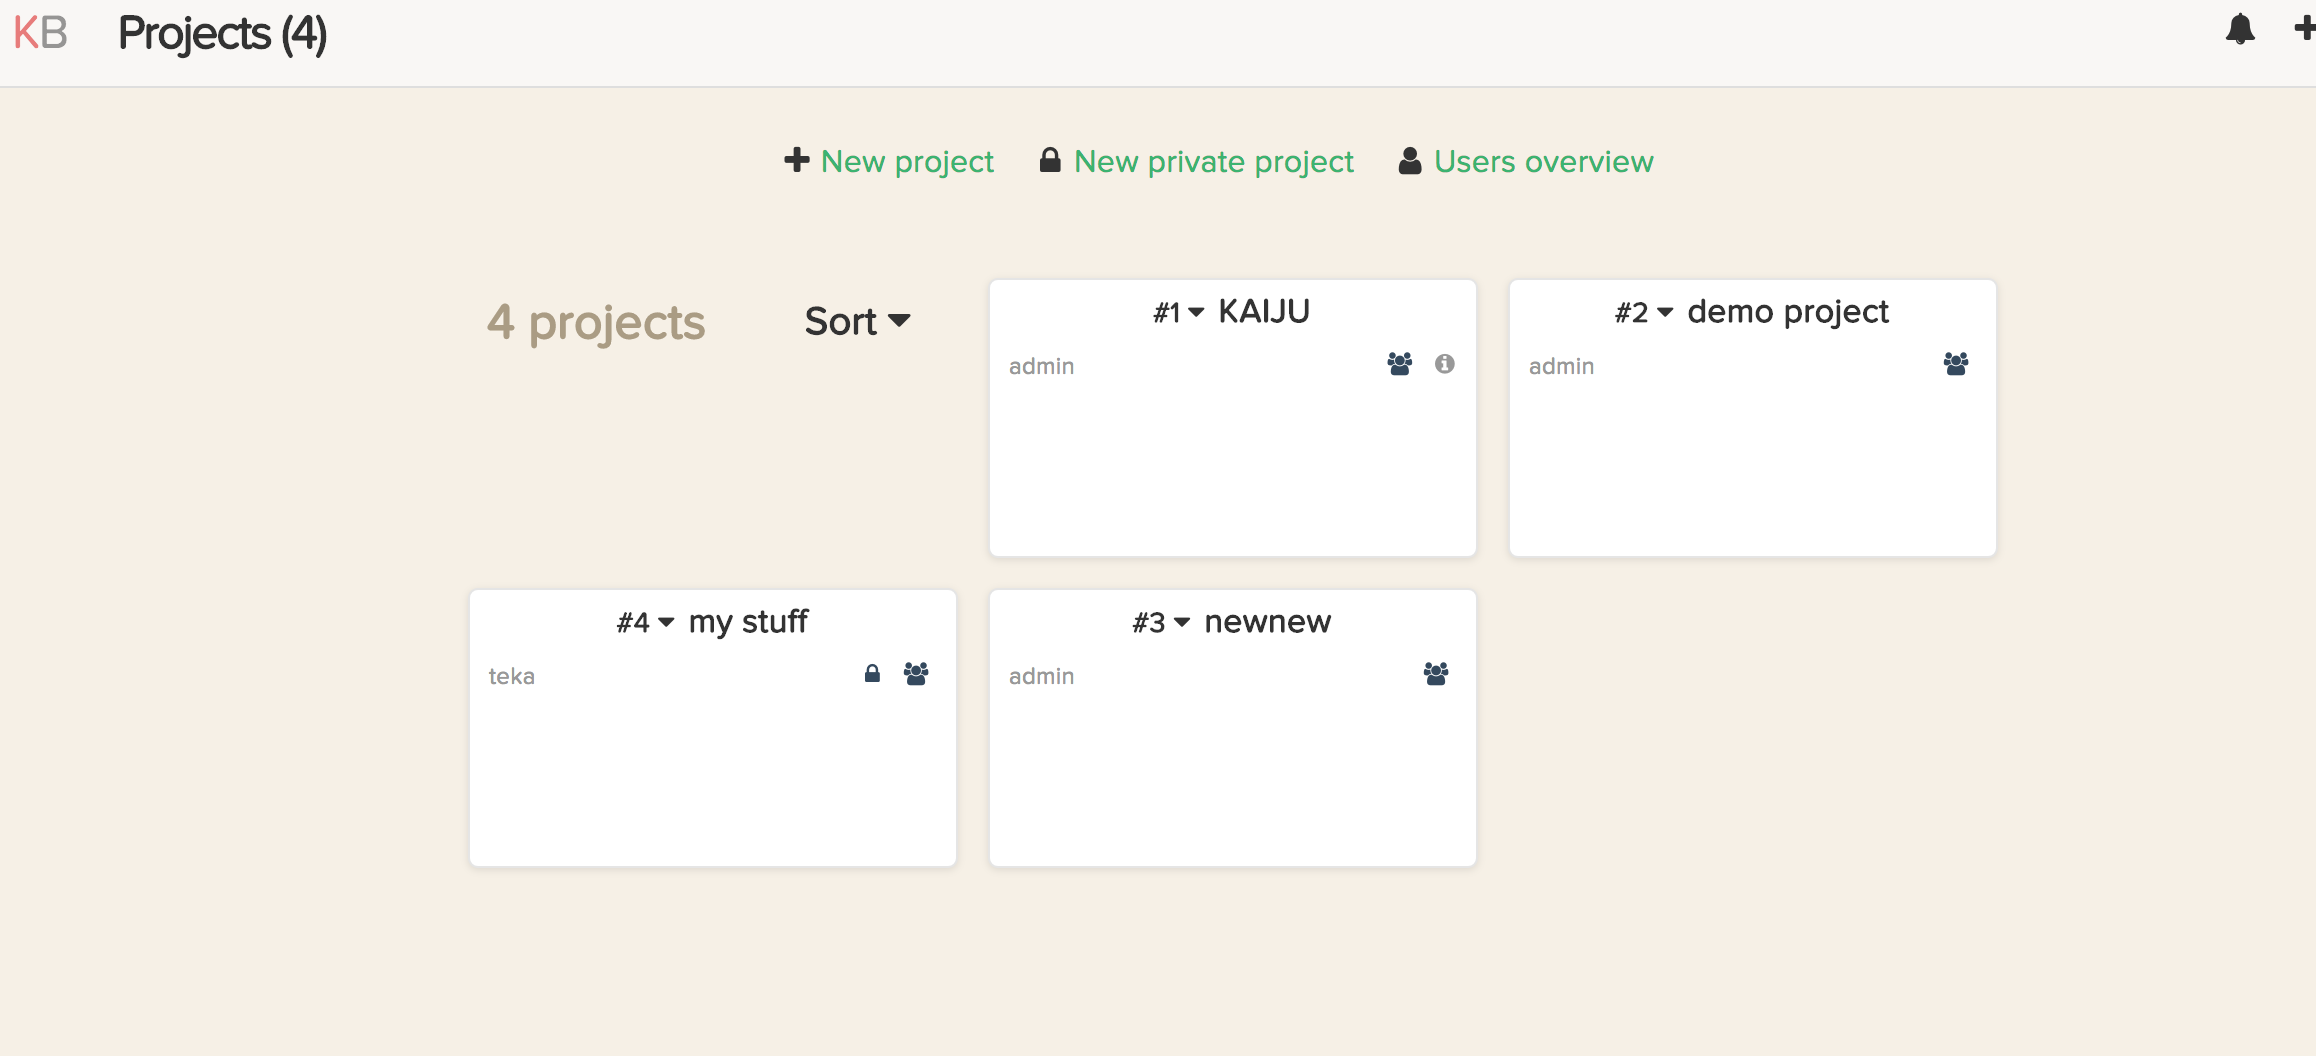 KB Projects (4)
New project New private project Users overview
4 projects Sort
#1 KAIJU
admin
#2 demo project
admin
#4 my stuff
teka
#3 newnew
admin